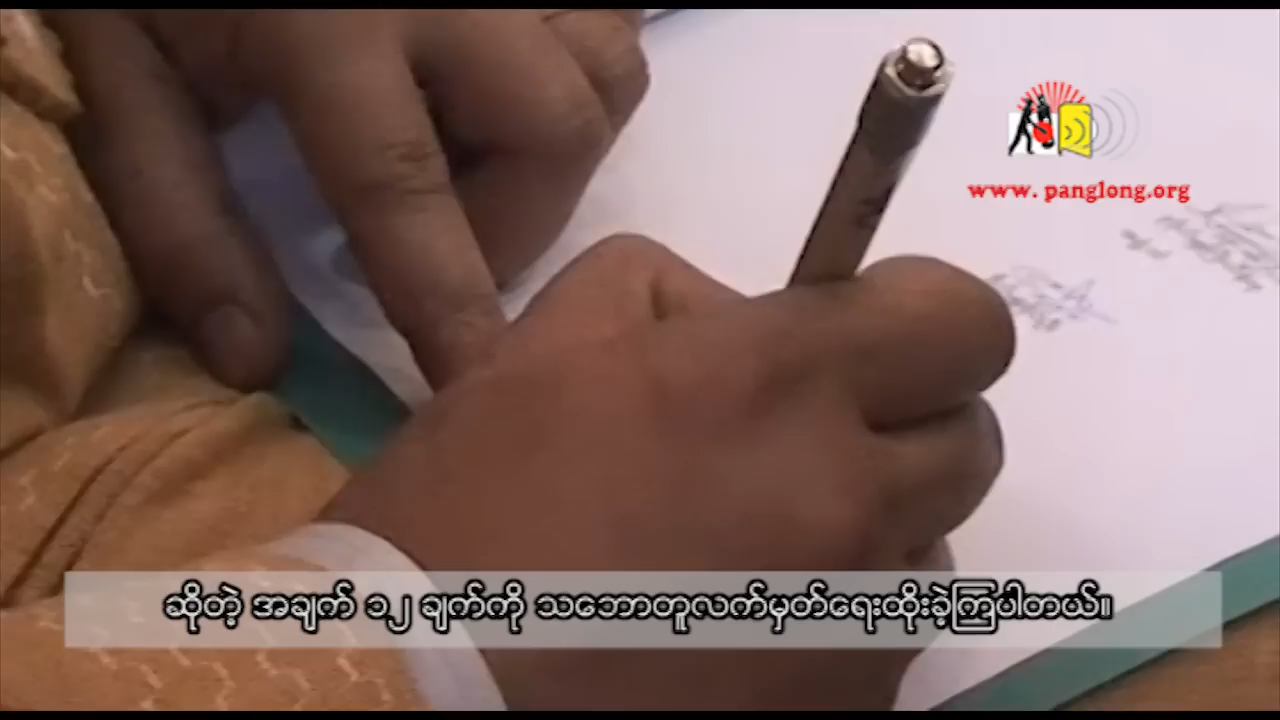 www. panglong.org
ဆိုတဲ့ အချက် ၁၂ ချက်ကို သဘောတူလက်မှတ်ရေးထိုးခဲ့ကြပါတယ်။